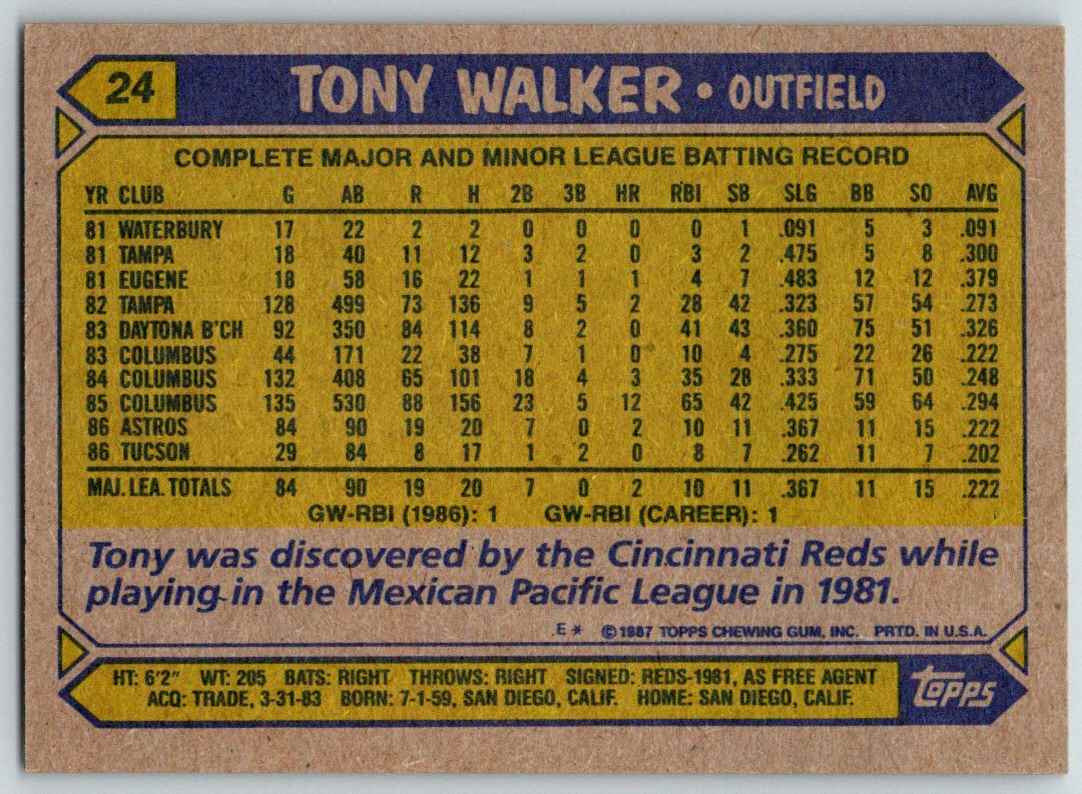 24 TONY WALKER • OUTFIELD
COMPLETE MAJOR AND MINOR LEAGUE BATTING RECORD
YR CLUB G AB R H 2B 3B HR RBI SB SLG BB SO AVG
81 WATERBURY 17 22 2 2 0 0 0 0 1 .091 5 3 .091
81 TAMPA 18 40 11 12 3 2 0 3 2 .475 5 8 .300
81 EUGENE 18 58 16 22 1 1 1 4 7 .483 12 12 .379
82 TAMPA 128 499 73 136 9 5 2 28 42 .323 57 54 .273
83 DAYTONA B'CH 92 350 84 114 8 2 0 41 43 .360 75 51 .326
83 COLUMBUS 44 171 22 38 7 1 0 10 4 .275 22 26 .222
84 COLUMBUS 132 408 65 101 18 4 3 35 28 .333 71 50 .248
85 COLUMBUS 135 530 88 156 23 5 12 65 42 .425 59 64 .294
86 ASTROS 84 90 19 20 7 0 2 10 11 .367 11 15 .222
86 TUCSON 29 84 8 17 1 2 0 8 7 .262 11 7 .202
MAJ. LEA. TOTALS 84 90 19 20 7 0 2 10 11 .367 11 15 .222
GW-RBI (1986): 1 GW-RBI (CAREER): 1
Tony was discovered by the Cincinnati Reds while
playing in the Mexican Pacific League in 1981.
E* ©1987 TOPPS CHEWING GUM, INC. PRTD. IN U.S.A.
HT: 6'2" WT: 205 BATS: RIGHT THROWS: RIGHT SIGNED: REDS-1981, AS FREE AGENT
ACQ: TRADE, 3-31-83 BORN: 7-1-59, SAN DIEGO, CALIF. HOME: SAN DIEGO, CALIF.
TOPPS